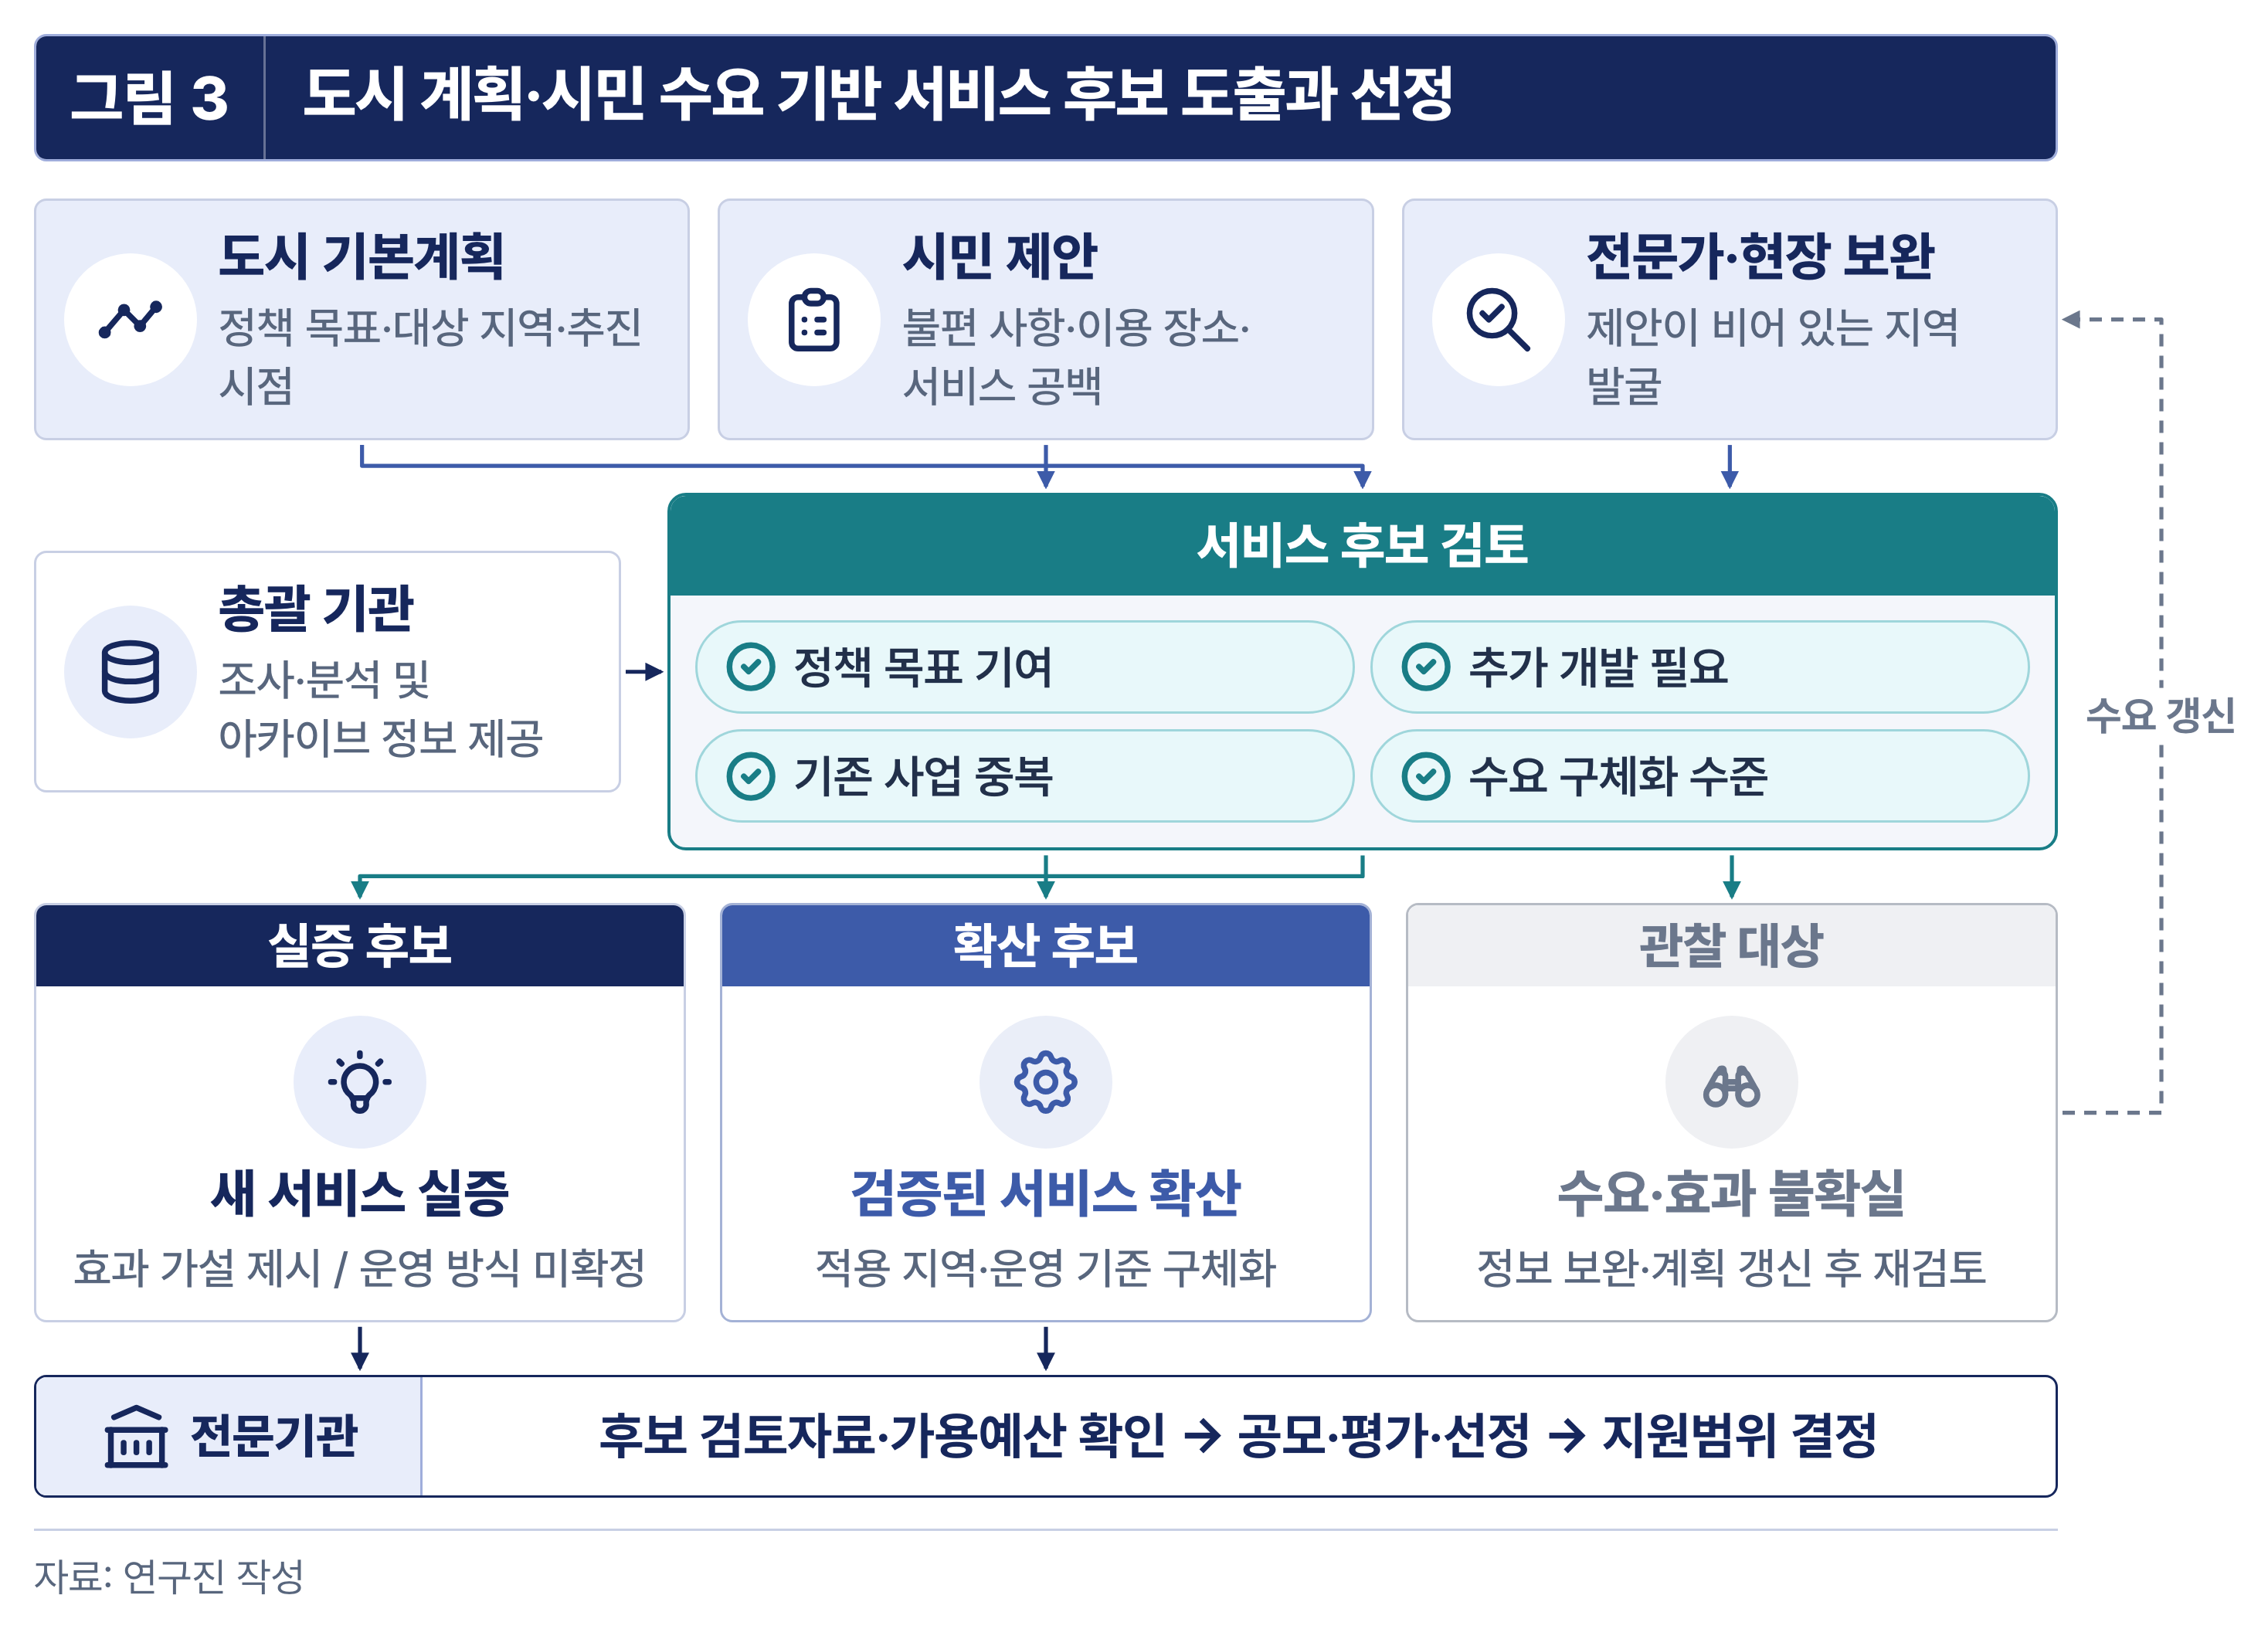 그림 3
도시 계획·시민 수요 기반 서비스 후보 도출과 선정
도시 기본계획
정책 목표·대상 지역·추진
시점
시민 제안
불편 사항·이용 장소·
서비스 공백
전문가·현장 보완
제안이 비어 있는 지역
발굴
서비스 후보 검토
총괄 기관
조사·분석 및
아카이브 정보 제공
정책 목표 기여
추가 개발 필요
기존 사업 중복
수요 구체화 수준
수요 갱신
실증 후보
새 서비스 실증
효과 가설 제시 / 운영 방식 미확정
확산 후보
검증된 서비스 확산
적용 지역·운영 기준 구체화
관찰 대상
수요·효과 불확실
정보 보완·계획 갱신 후 재검토
전문기관
후보 검토자료·가용예산 확인 → 공모·평가·선정 → 지원범위 결정
자료: 연구진 작성